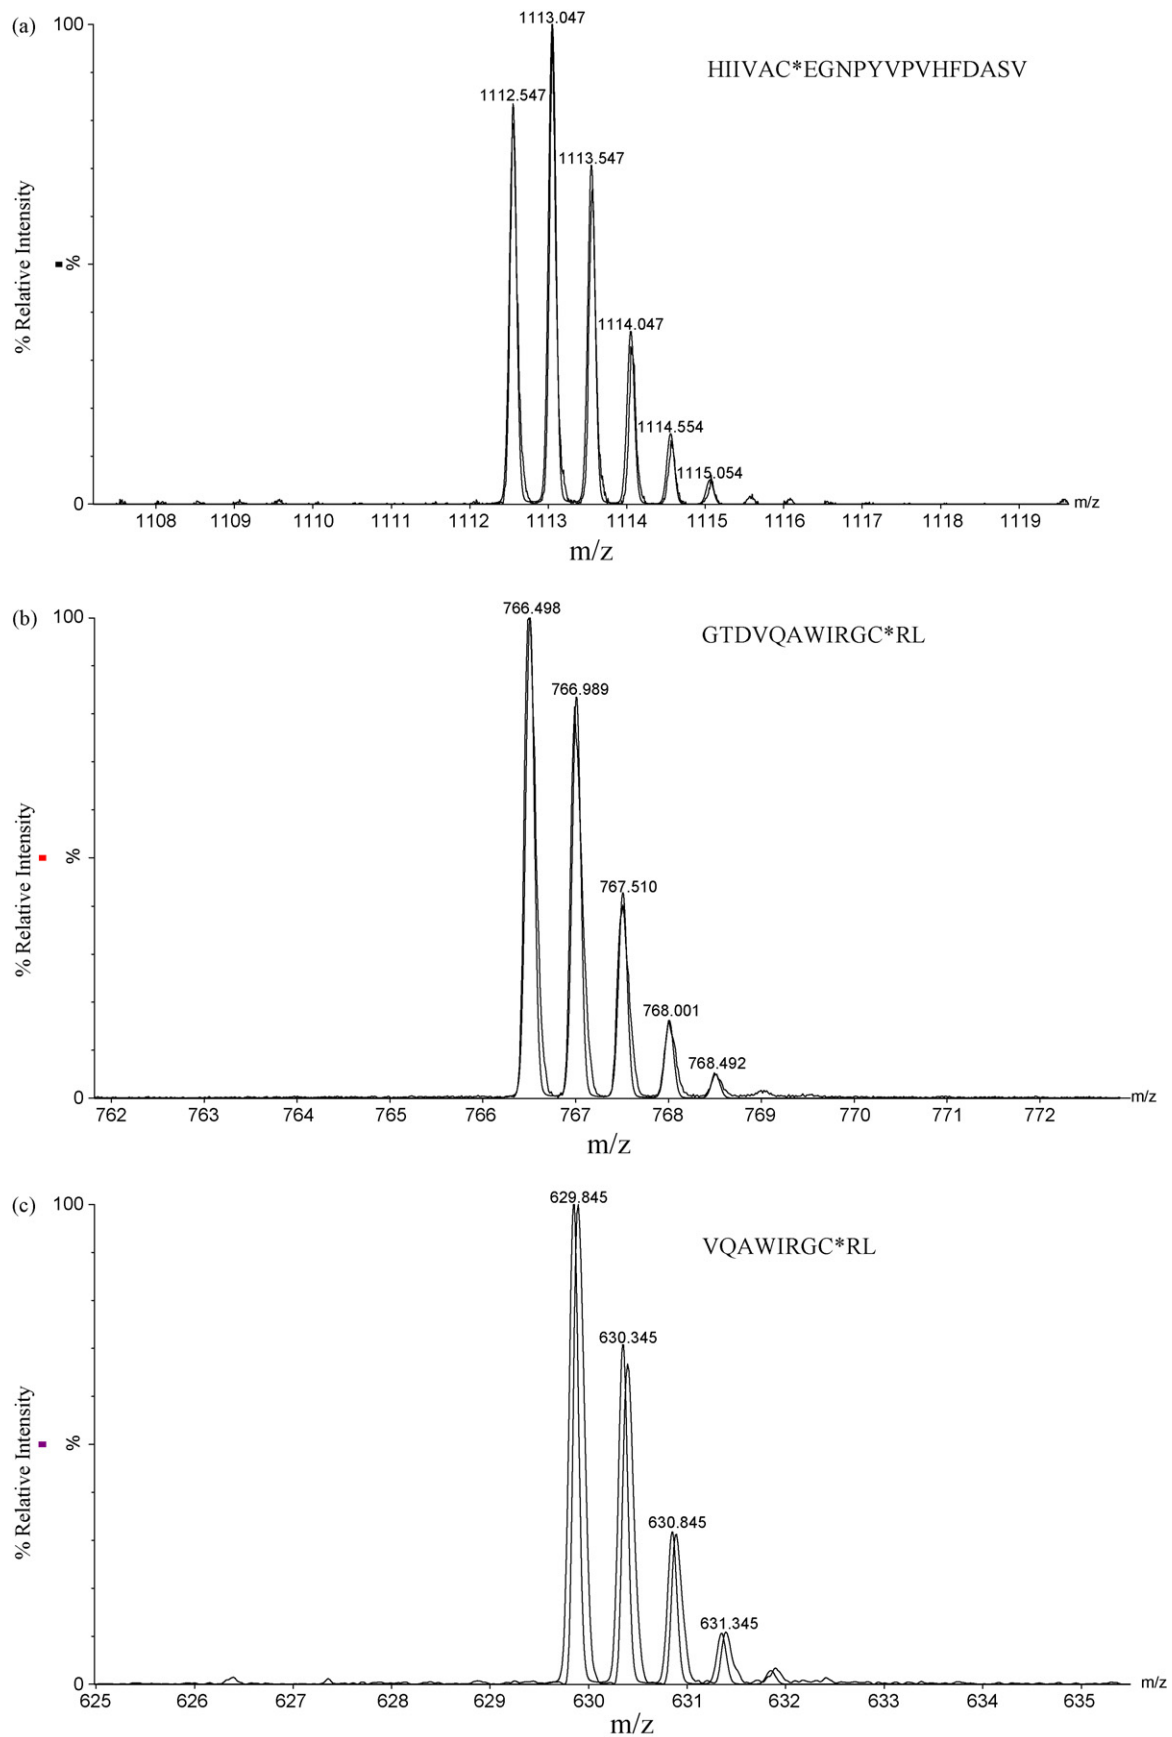 (a)
100
1113.047
HIIVAC*EGNPYVPVHFDASV
1112.547
1113.547
% Relative Intensity
%
1114.047
1114.554
1115.054
0
m/z
1108 1109 1110 1111 1112 1113 1114 1115 1116 1117 1118 1119
m/z
(b)
100
766.498
GTDVQAWIRGC*RL
766.989
% Relative Intensity
%
767.510
768.001
768.492
0
m/z
762 763 764 765 766 767 768 769 770 771 772
m/z
(c)
100
629.845
VQAWIRGC*RL
630.345
% Relative Intensity
%
630.845
631.345
0
m/z
625 626 627 628 629 630 631 632 633 634 635
m/z